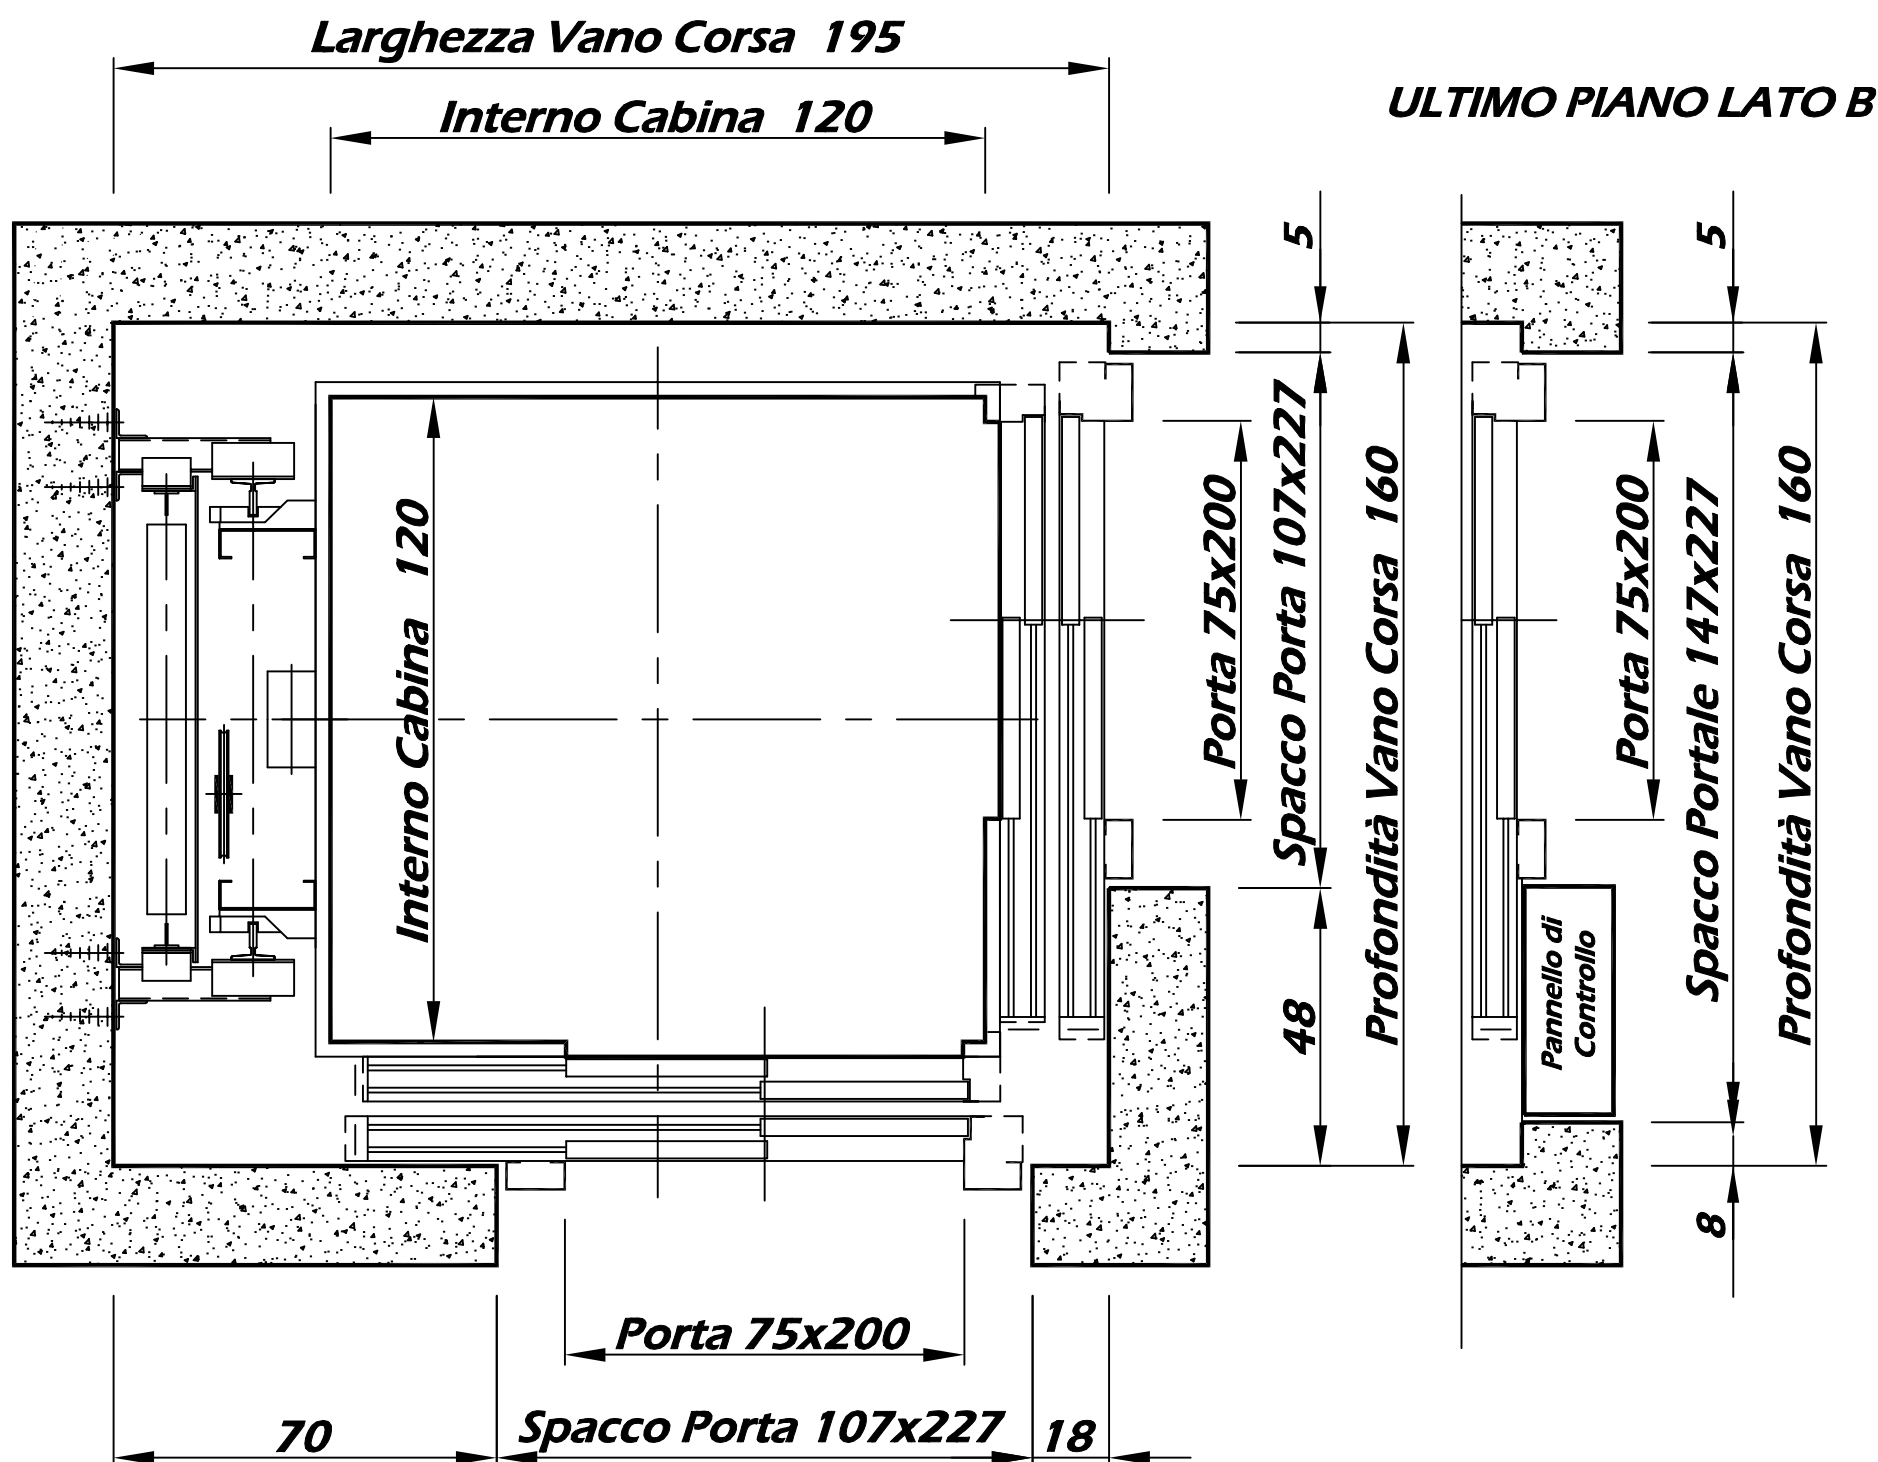 Larghezza Vano Corsa 195
Interno Cabina 120
ULTIMO PIANO LATO B
Interno Cabina 120
5
Porta 75x200
Spacco Porta 107x227
Profondità Vano Corsa 160
48
5
Porta 75x200
Spacco Portale 147x227
Profondità Vano Corsa 160
Pannello di
Controllo
8
Porta 75x200
70
Spacco Porta 107x227
18